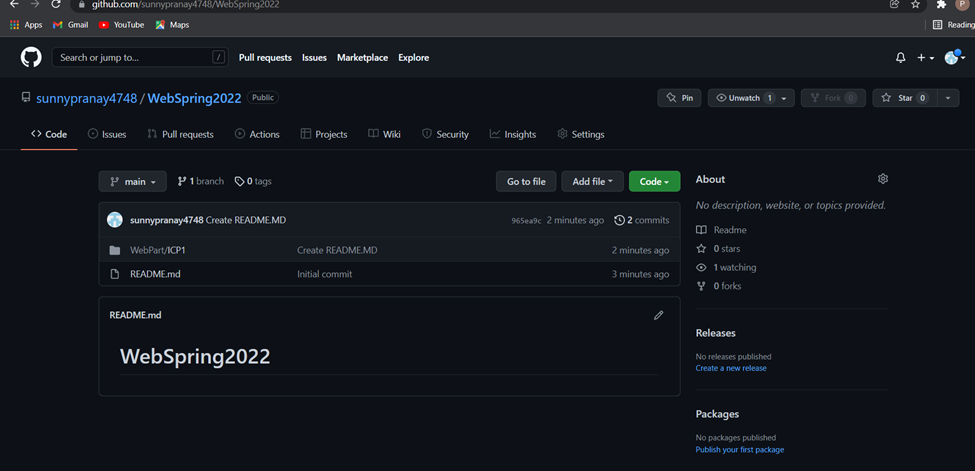 github.com/sunnypranay4748/WebSpring2022
Apps Gmail YouTube Maps Reading
Search or jump to... / Pull requests Issues Marketplace Explore
sunnypranay4748 / WebSpring2022 Public Pin Unwatch 1 Fork 0 Star 0
Code Issues Pull requests Actions Projects Wiki Security Insights Settings
main 1 branch 0 tags Go to file Add file Code
sunnypranay4748 Create README.MD 965ea9c 2 minutes ago 2 commits
WebPart/ICP1 Create README.MD 2 minutes ago
README.md Initial commit 3 minutes ago
README.md
WebSpring2022
About
No description, website, or topics provided.
Readme
0 stars
1 watching
0 forks
Releases
No releases published
Create a new release
Packages
No packages published
Publish your first package